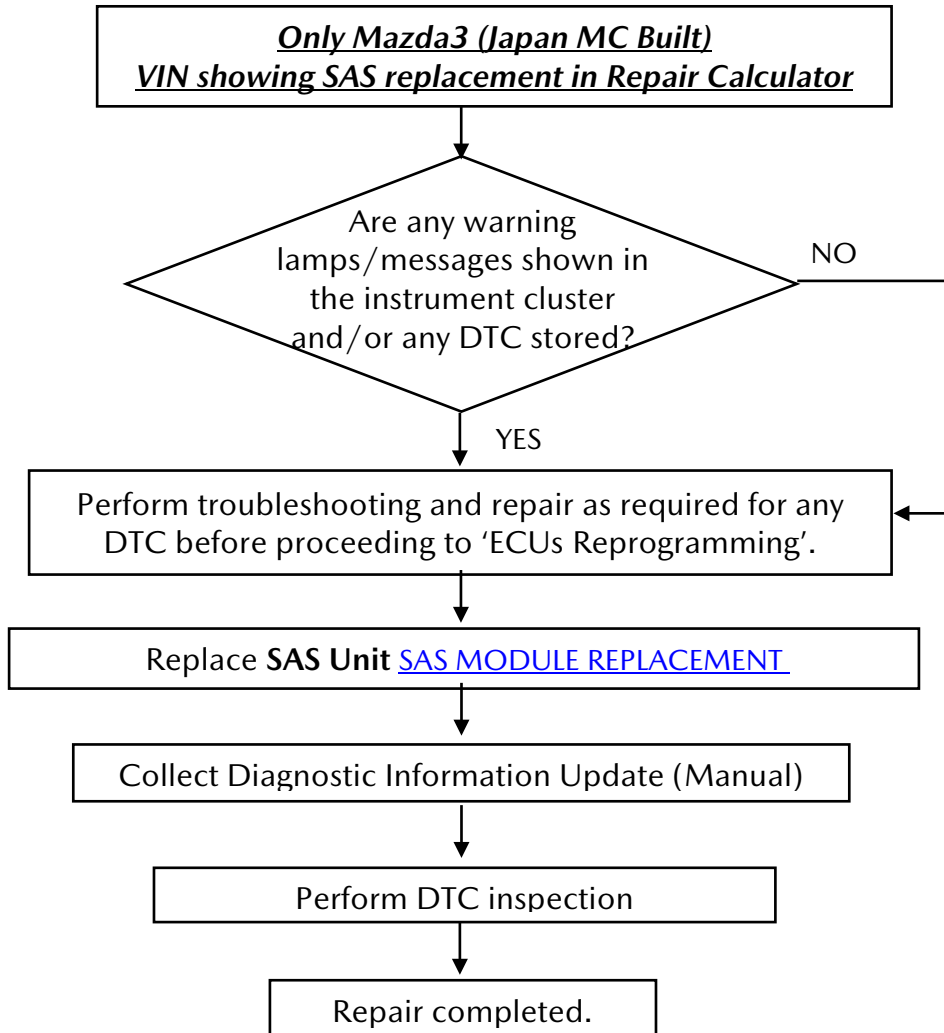 Only Mazda3 (Japan MC Built)
VIN showing SAS replacement in Repair Calculator
Are any warning
lamps/messages shown in
the instrument cluster
and/or any DTC stored?
NO
YES
Perform troubleshooting and repair as required for any
DTC before proceeding to ‘ECUs Reprogramming’.
Replace SAS Unit SAS MODULE REPLACEMENT
Collect Diagnostic Information Update (Manual)
Perform DTC inspection
Repair completed.